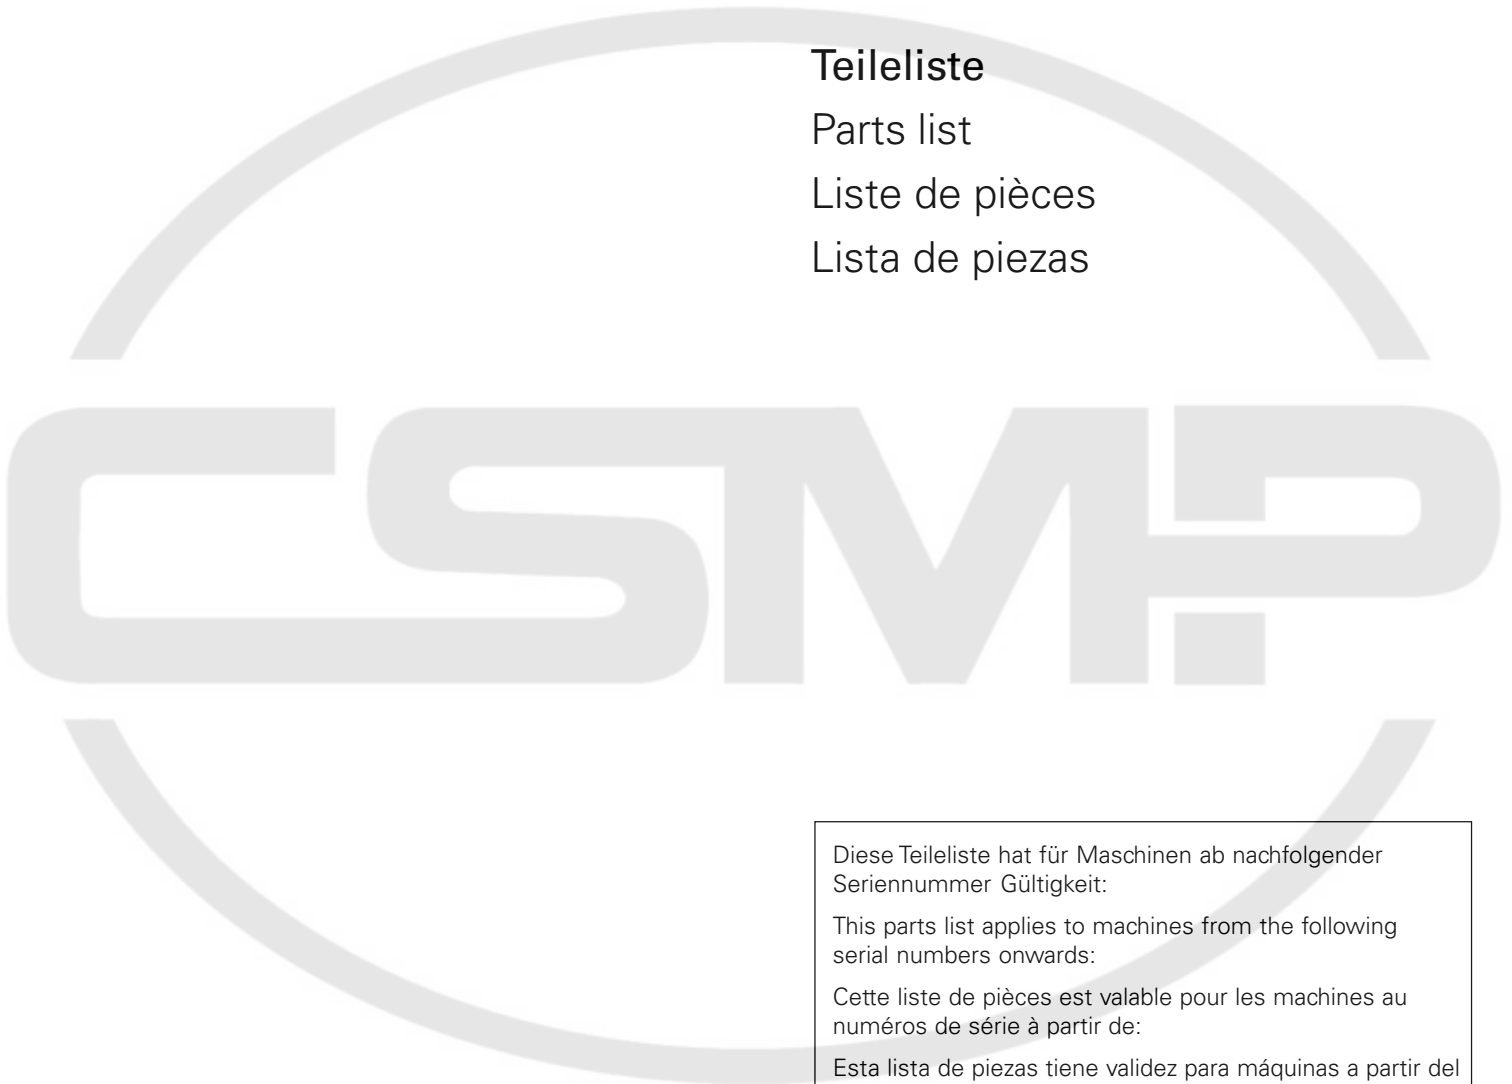 Teileliste
Parts list
Liste de pièces
Lista de piezas
CSMP
Diese Teileliste hat für Maschinen ab nachfolgender
Seriennummer Gültigkeit:
This parts list applies to machines from the following
serial numbers onwards:
Cette liste de pièces est valable pour les machines au
numéros de série à partir de:
Esta lista de piezas tiene validez para máquinas a partir del